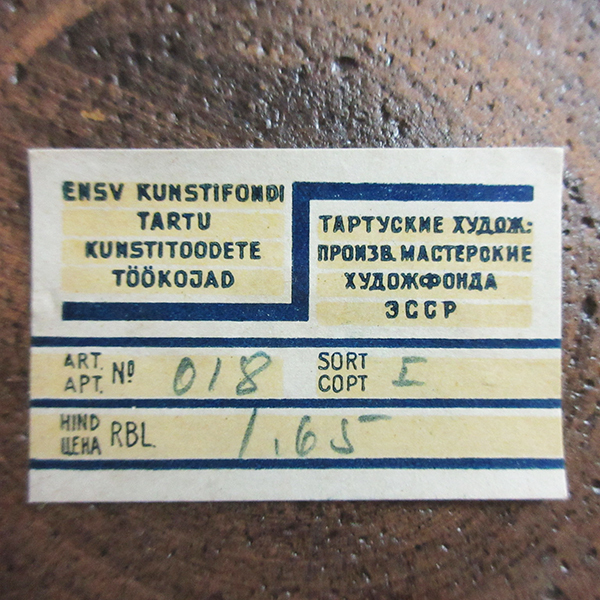 ENSV KUNSTIFONDI
TARTU
KUNSTITOODETE
TÖÖKOJAD
ТАРТУСКИЕ ХУДОЖ:
ПРОИЗВ. МАСТЕРСКИЕ
ХУДОЖФОНДА
ЭССР
ART. АРТ. № 018 SORT СОРТ I
HIND ЦЕНА RBL. 1.65